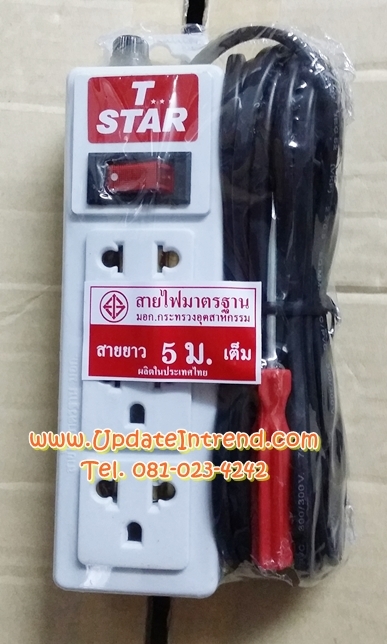 T
STAR
สายไฟมาตรฐาน
มอก.กระทรวงอุตสาหกรรม
สายยาว 5 ม. เต็ม
ผลิตในประเทศไทย
www.UpdateIntrend.com
Tel. 081-023-4242
300/300V